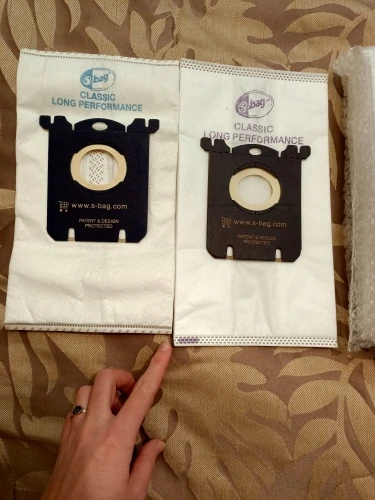 s-bag
CLASSIC
LONG PERFORMANCE
www.s-bag.com
PATENT & DESIGN
PROTECTED
s-bag
CLASSIC
LONG PERFORMANCE
www.s-bag.com
PATENT & DESIGN
PROTECTED